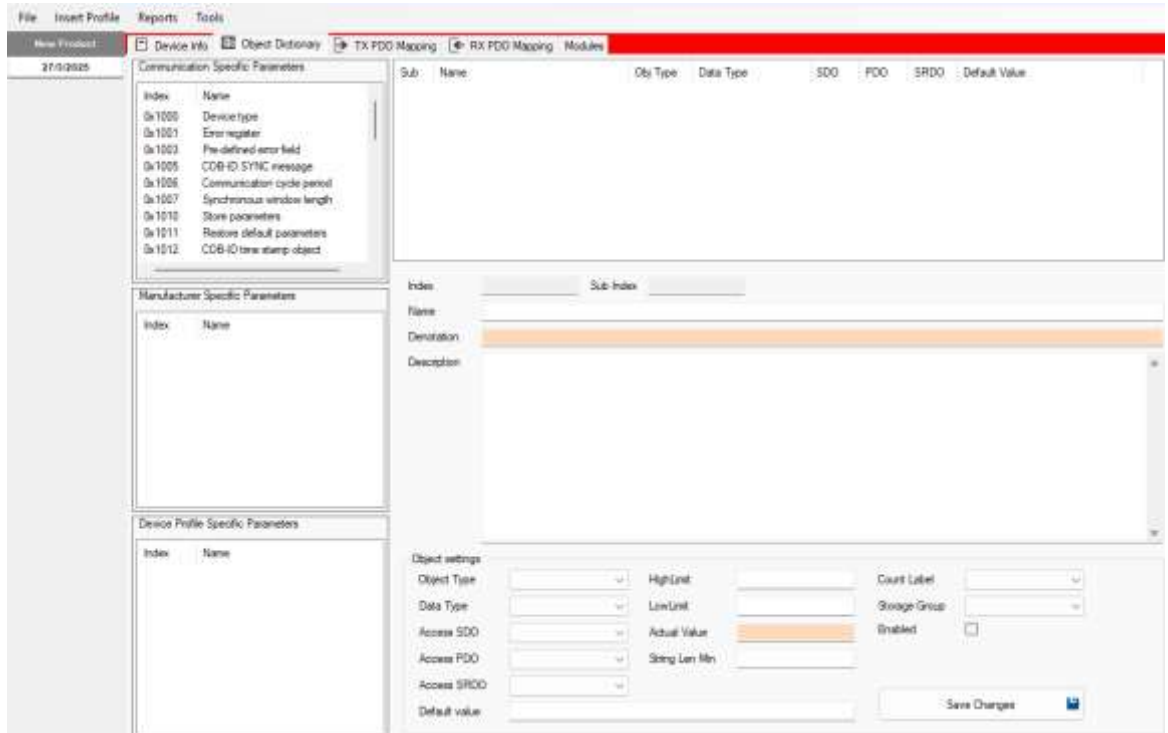 File Insert Profile Reports Tools
New Product
27/5/2025
Device Info Object Dictionary TX PDO Mapping RX PDO Mapping Modules
Communication Specific Parameters
Index Name
0x1000 Device type
0x1001 Error register
0x1003 Pre-defined error field
0x1005 COB-ID SYNC message
0x1006 Communication cycle period
0x1007 Synchronous window length
0x1010 Store parameters
0x1011 Restore default parameters
0x1012 COB-ID time stamp object
Manufacturer Specific Parameters
Index Name
Device Profile Specific Parameters
Index Name
Sub Name Obj Type Data Type SDO PDO SRDO Default Value
Index Sub Index
Name
Denotation
Description
Object settings
Object Type HighLimit Count Label
Data Type LowLimit Storage Group
Access SDO Actual Value Enabled
Access PDO String Len Min
Access SRDO
Default value Save Changes